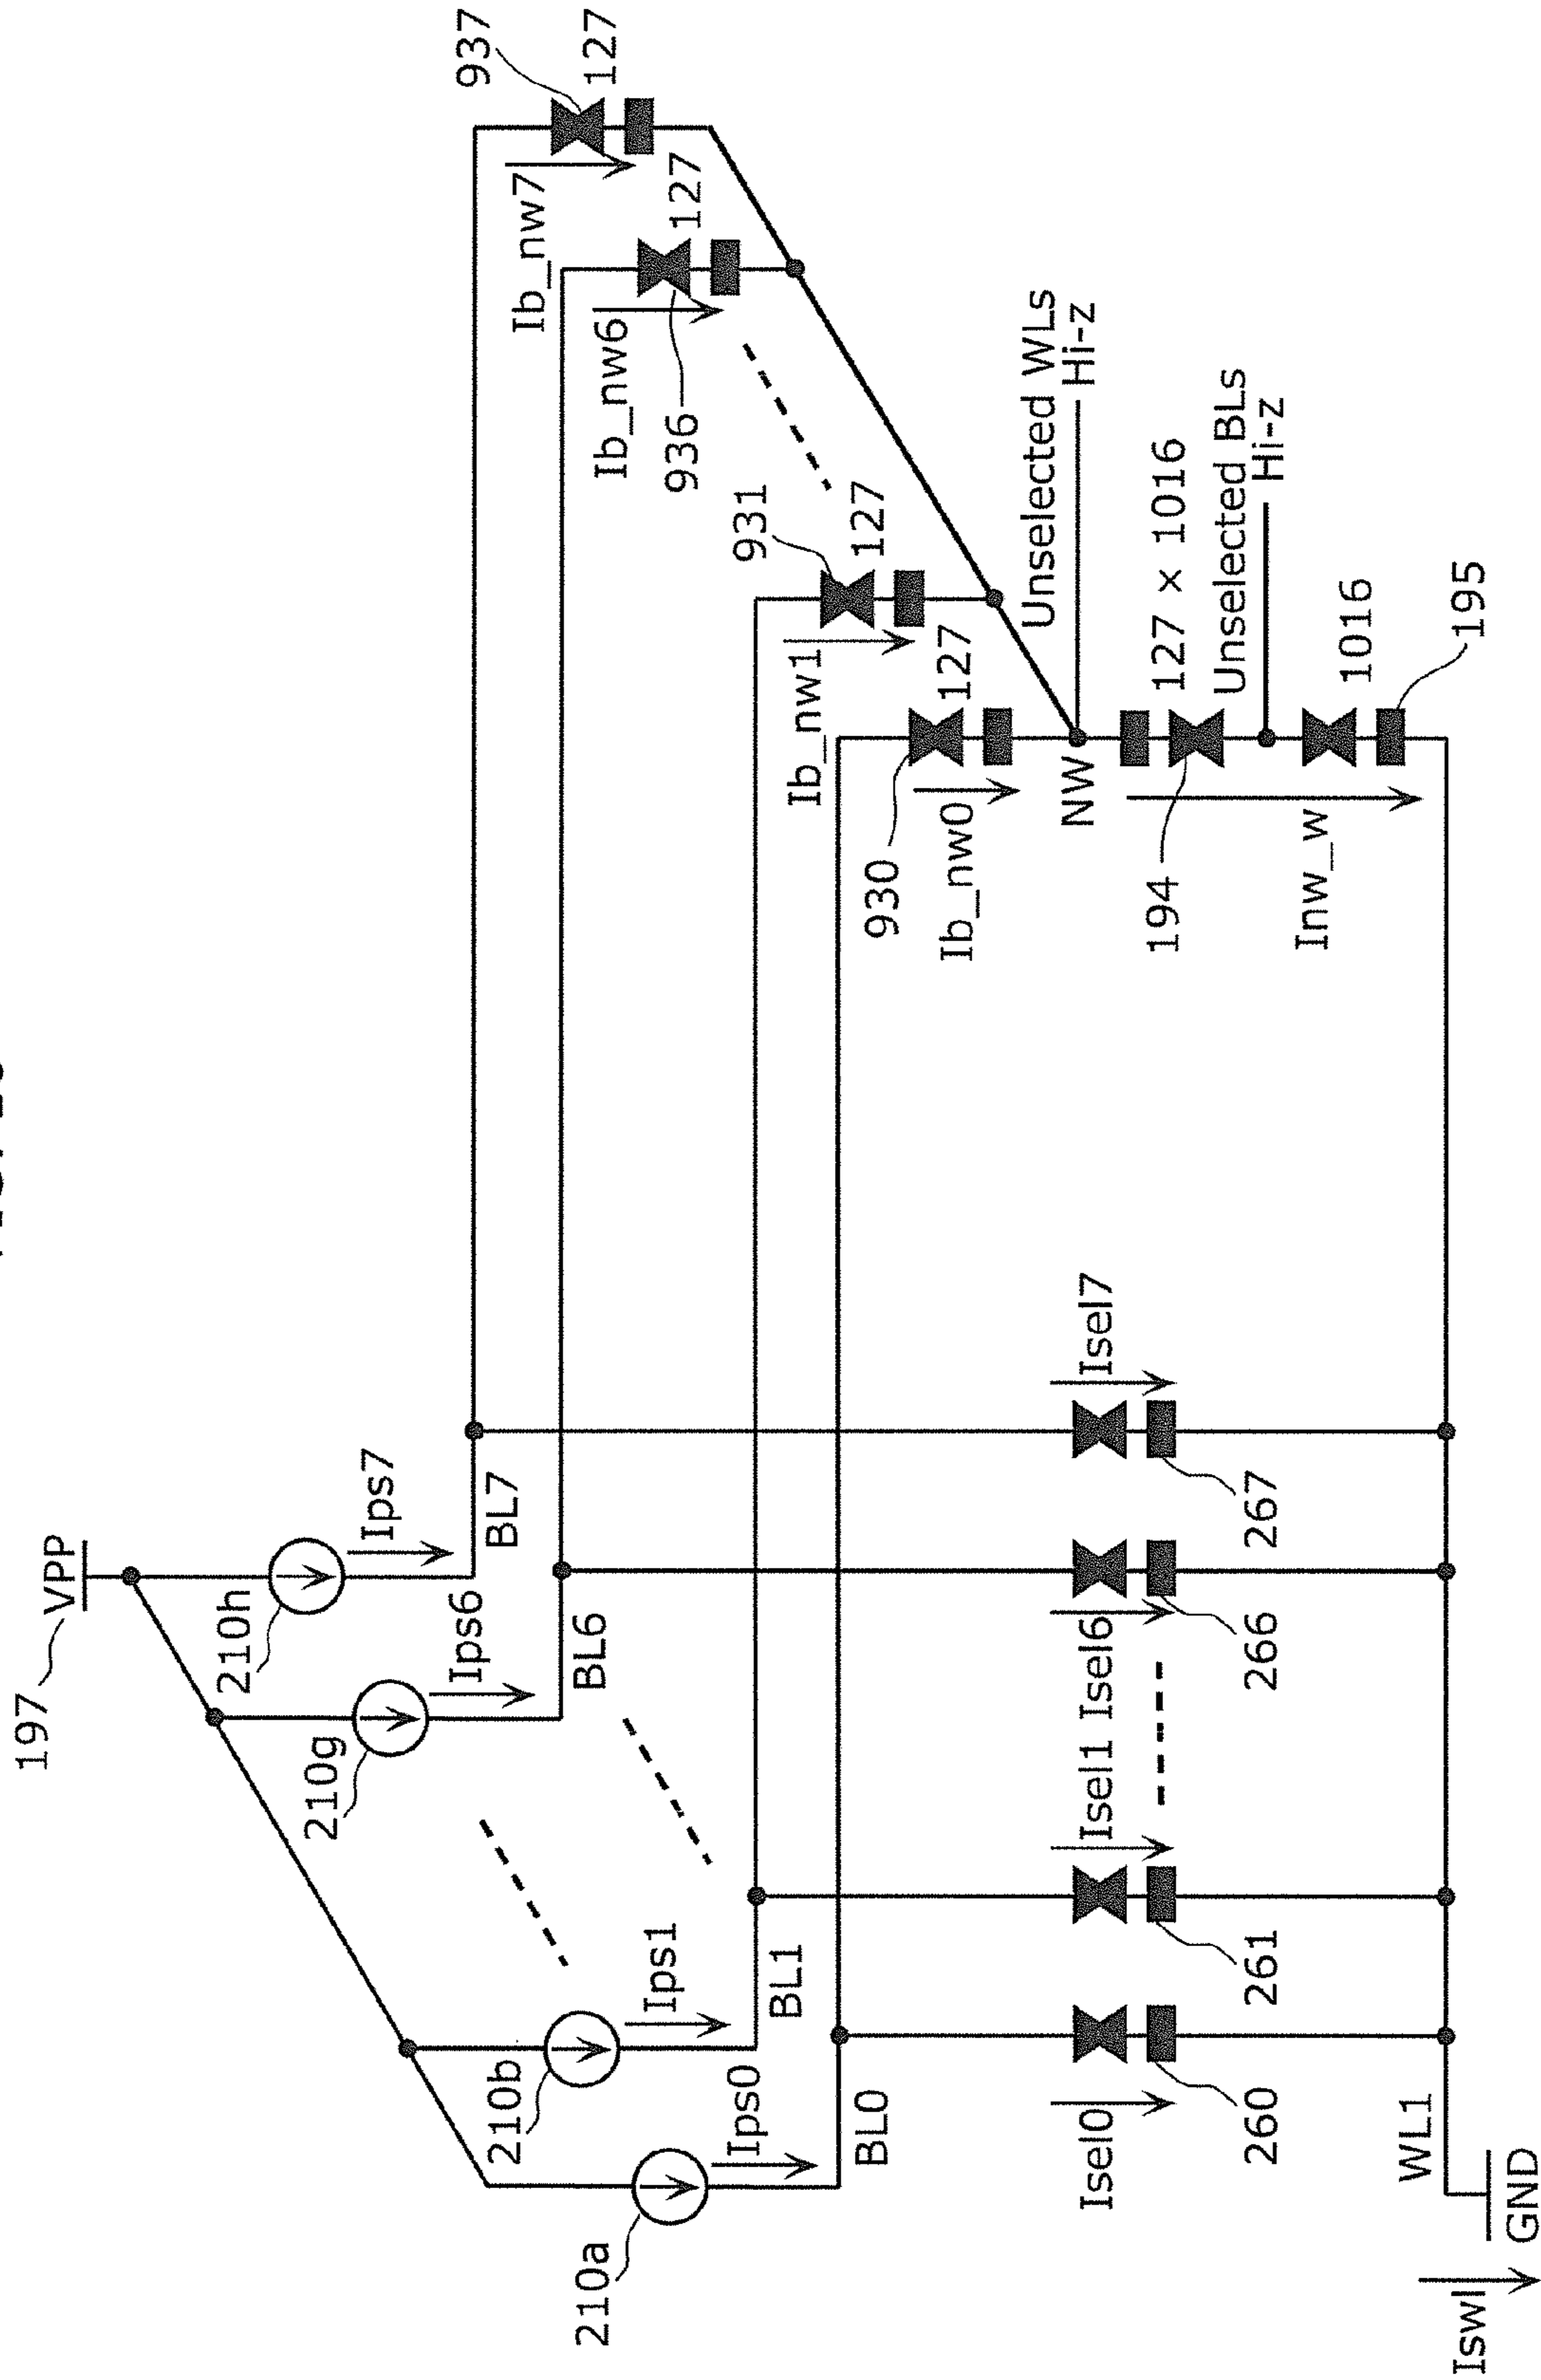 197
VPP
210h
Ips7
BL7
210g
Ips6
BL6
210b
Ips1
BL1
210a
Ips0
BL0
937
127
Ib_nw7
127
Ib_nw6
936
931
127
Ib_nw1
127
930
Ib_nw0
NW
Unselected WLs
Hi-z
127 × 1016
Unselected BLs
Hi-z
194
Inw_w
1016
195
Isel0
Isel1
Isel6
Isel7
260
261
266
267
WL1
GND
Iswl